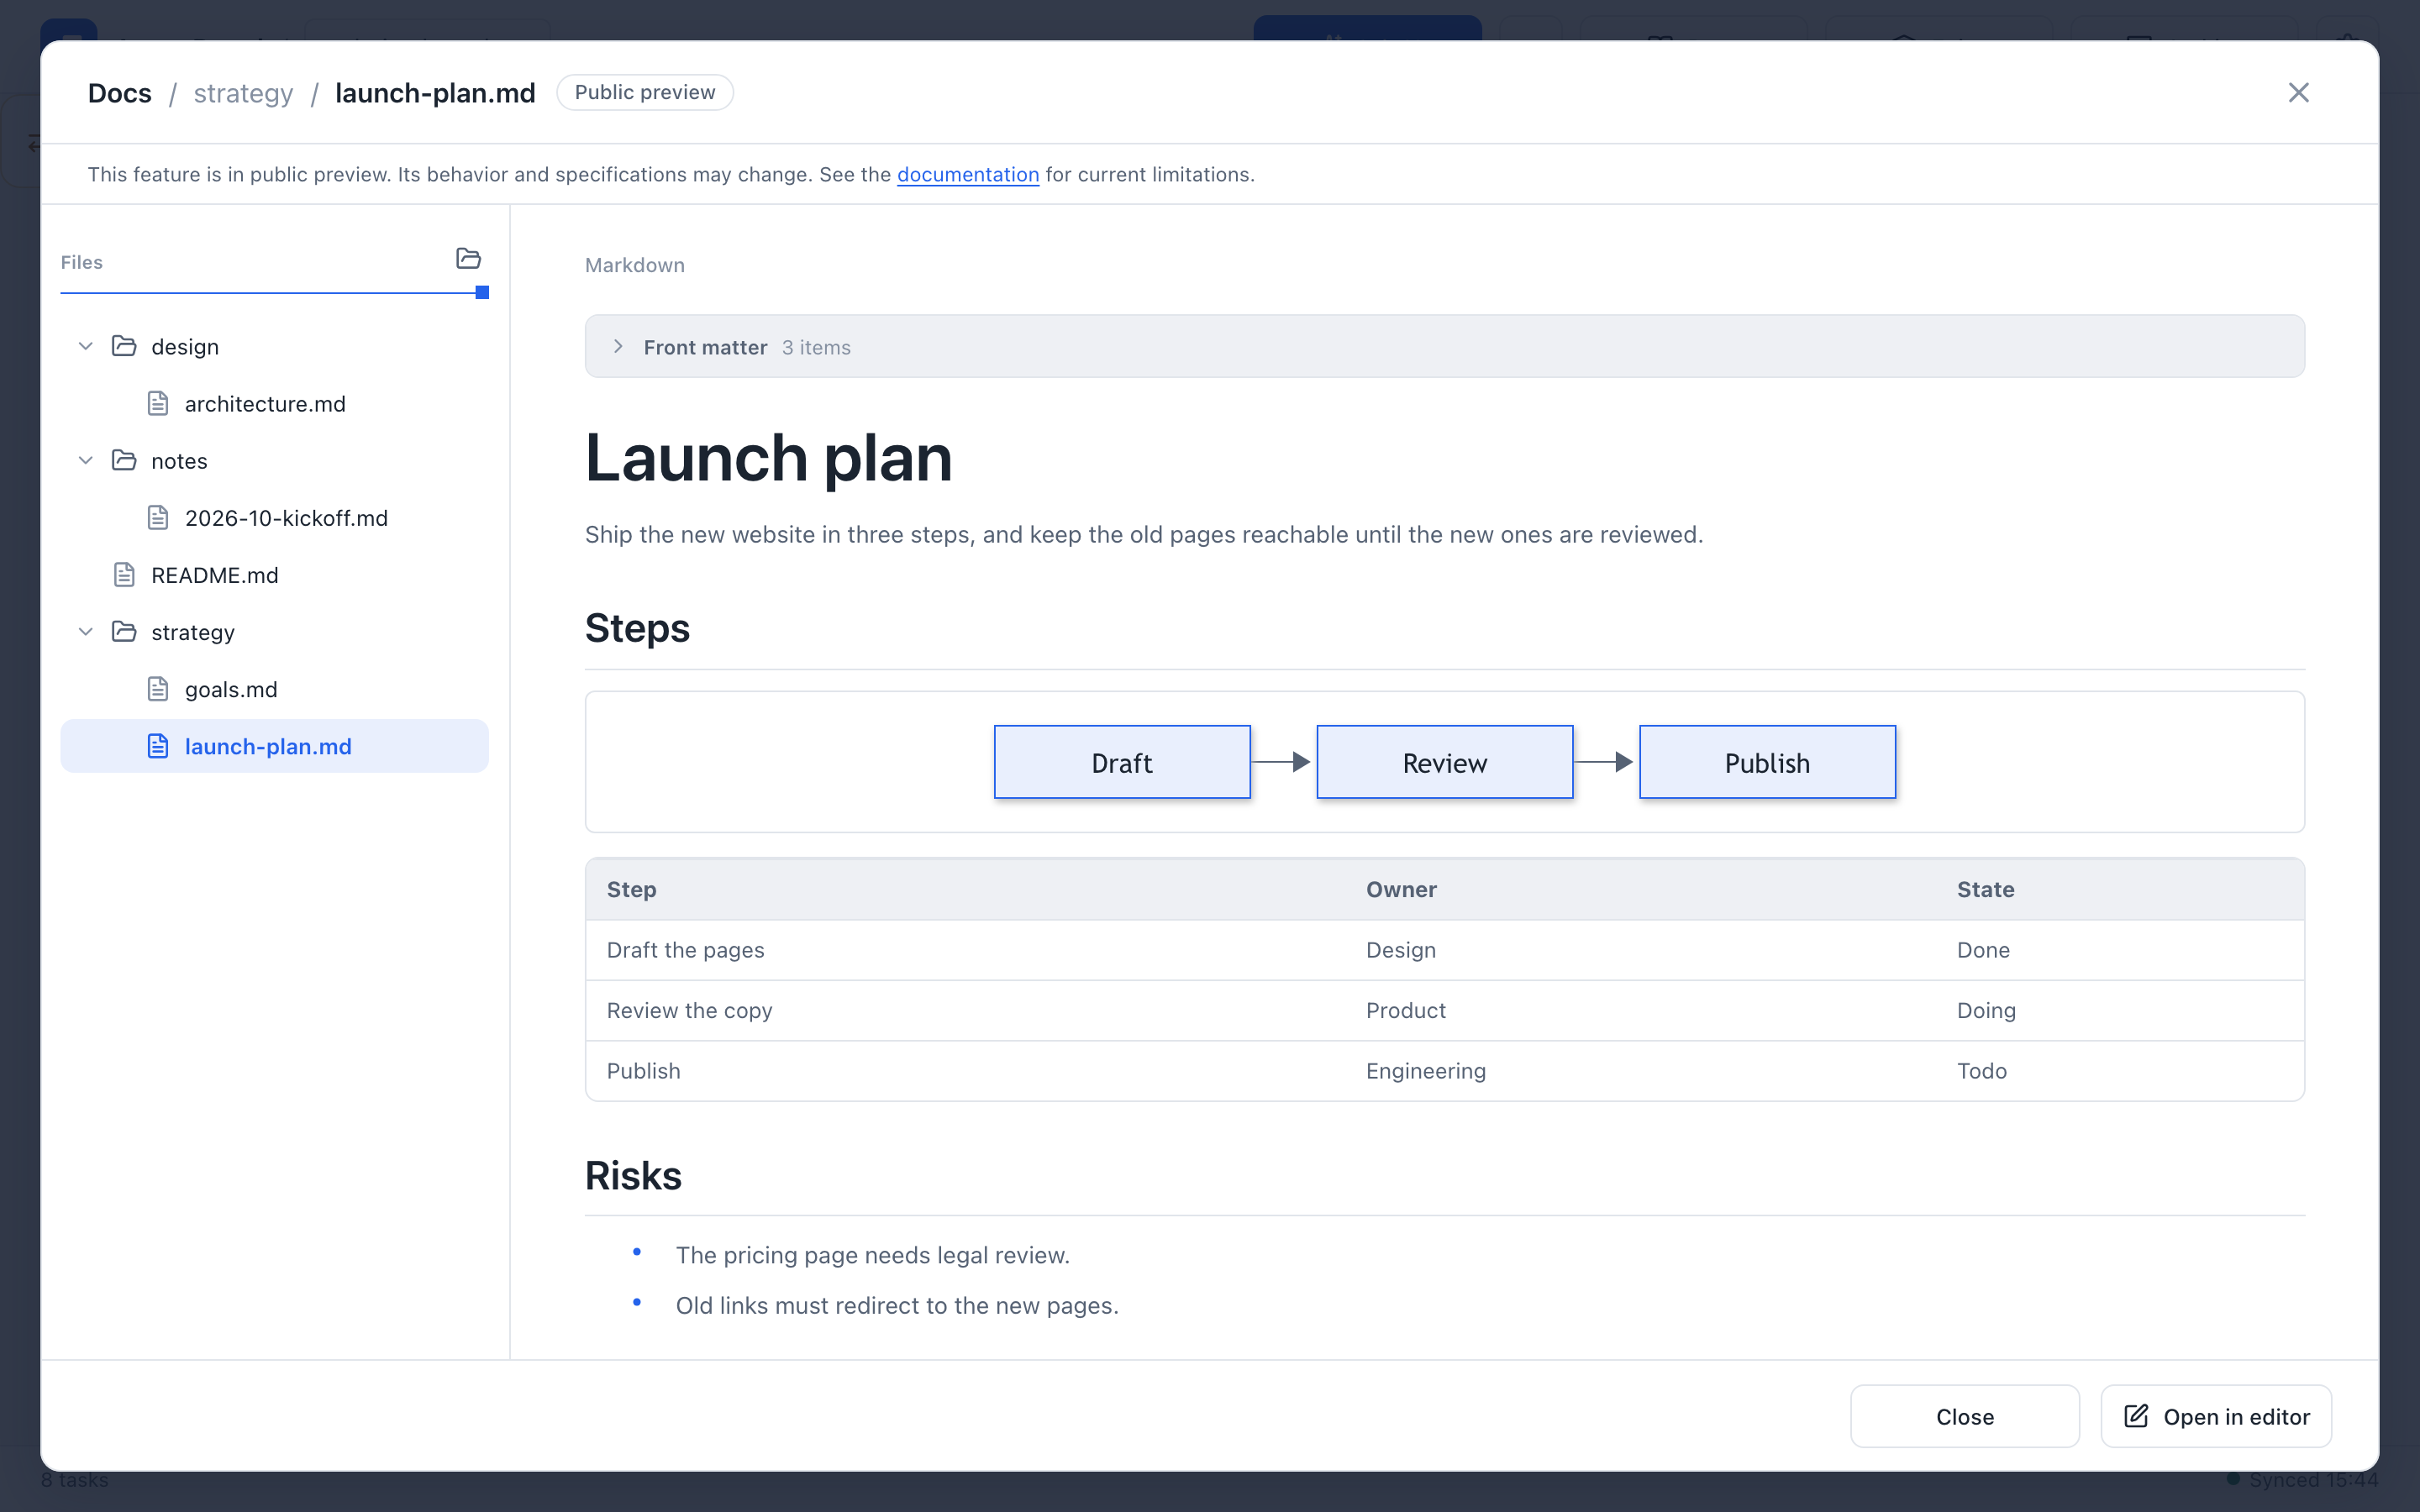 Docs / strategy / launch-plan.md Public preview
This feature is in public preview. Its behavior and specifications may change. See the documentation for current limitations.
Files
design
architecture.md
notes
2026-10-kickoff.md
README.md
strategy
goals.md
launch-plan.md
Markdown
Front matter 3 items
Launch plan
Ship the new website in three steps, and keep the old pages reachable until the new ones are reviewed.
Steps
Draft Review Publish
Step Owner State
Draft the pages Design Done
Review the copy Product Doing
Publish Engineering Todo
Risks
The pricing page needs legal review.
Old links must redirect to the new pages.
Close Open in editor
8 tasks Synced 15:44